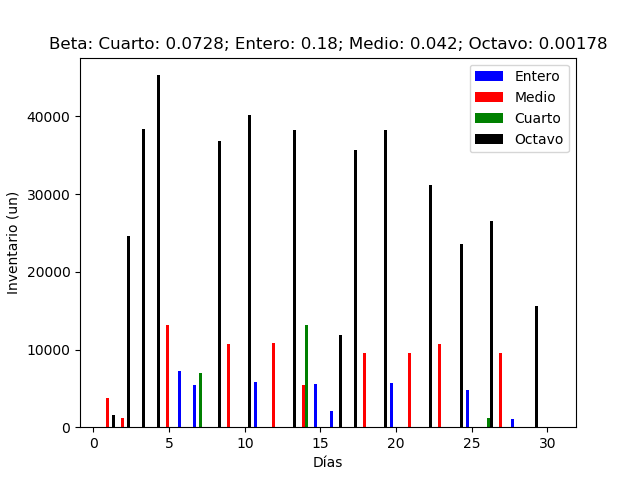 Beta: Cuarto: 0.0728; Entero: 0.18; Medio: 0.042; Octavo: 0.00178
Entero
Medio
Cuarto
Octavo
40000
30000
20000
10000
0
Inventario (un)
0 5 10 15 20 25 30
Días